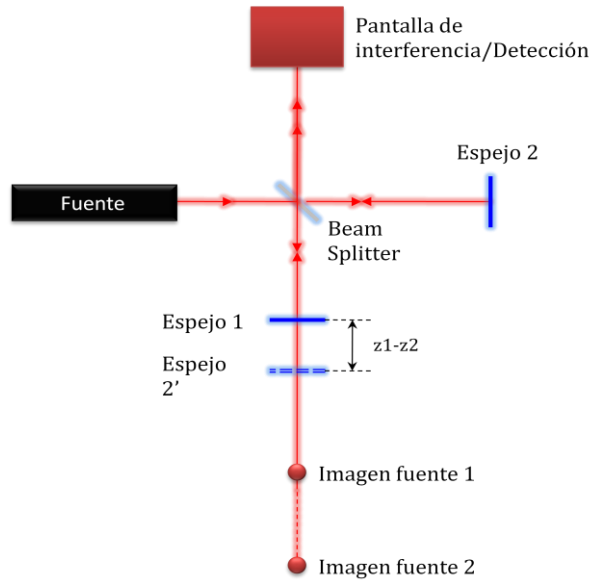 Pantalla de
interferencia/Detección
Espejo 2
Fuente
Beam
Splitter
Espejo 1
z1-z2
Espejo
2’
Imagen fuente 1
Imagen fuente 2